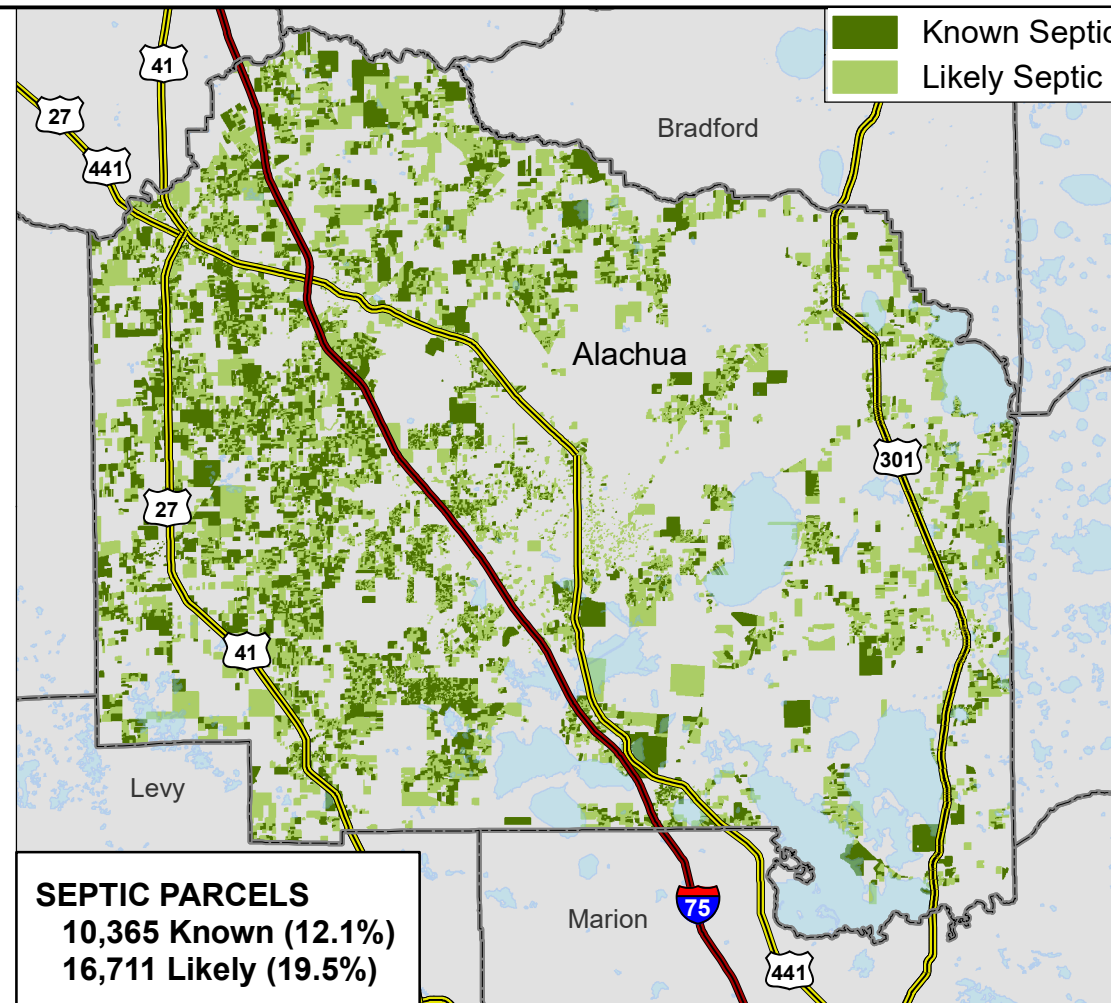 Known Septic
Likely Septic
41
27
441
Bradford
Alachua
301
27
41
Levy
SEPTIC PARCELS
10,365 Known (12.1%)
16,711 Likely (19.5%)
Marion
75
441